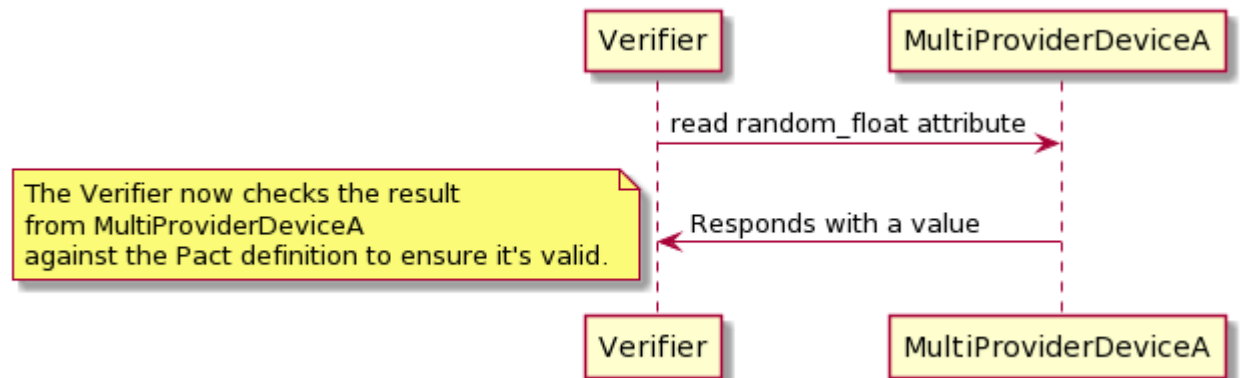 Verifier
MultiProviderDeviceA
read random_float attribute
The Verifier now checks the result
from MultiProviderDeviceA
against the Pact definition to ensure it's valid.
Responds with a value
Verifier
MultiProviderDeviceA